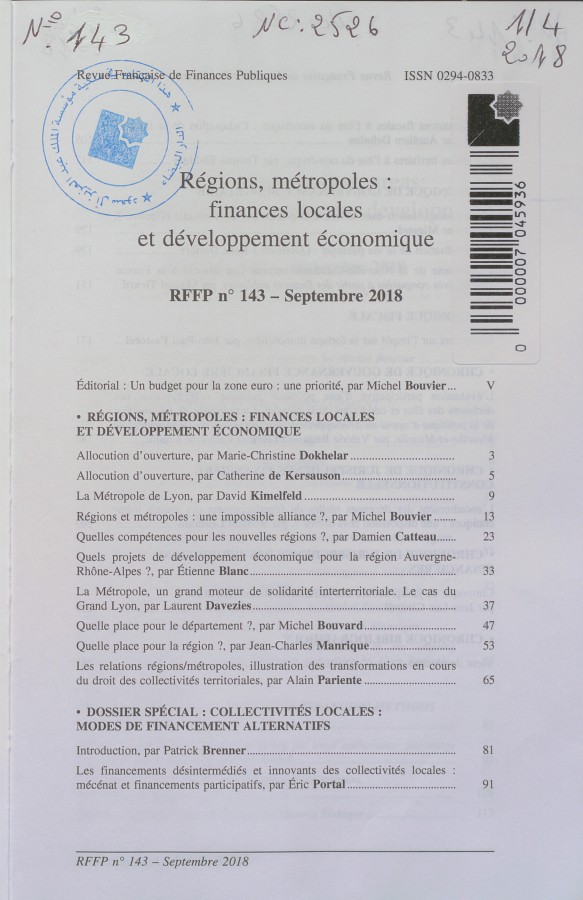 N° 143 NC: 2526 1/4
2018
Revue Française de Finances Publiques ISSN 0294-0833
Régions, métropoles :
finances locales
et développement économique
RFFP n° 143 – Septembre 2018
0 000007 045936
Éditorial : Un budget pour la zone euro : une priorité, par Michel Bouvier... V
• RÉGIONS, MÉTROPOLES : FINANCES LOCALES
ET DÉVELOPPEMENT ÉCONOMIQUE
Allocution d'ouverture, par Marie-Christine Dokhelar 3
Allocution d'ouverture, par Catherine de Kersauson 5
La Métropole de Lyon, par David Kimelfeld 9
Régions et métropoles : une impossible alliance ?, par Michel Bouvier 13
Quelles compétences pour les nouvelles régions ?, par Damien Catteau 23
Quels projets de développement économique pour la région Auvergne-
Rhône-Alpes ?, par Étienne Blanc 33
La Métropole, un grand moteur de solidarité interterritoriale. Le cas du
Grand Lyon, par Laurent Davezies 37
Quelle place pour le département ?, par Michel Bouvard 47
Quelle place pour la région ?, par Jean-Charles Manrique 53
Les relations régions/métropoles, illustration des transformations en cours
du droit des collectivités territoriales, par Alain Pariente 65
• DOSSIER SPÉCIAL : COLLECTIVITÉS LOCALES :
MODES DE FINANCEMENT ALTERNATIFS
Introduction, par Patrick Brenner 81
Les financements désintermédiés et innovants des collectivités locales :
mécénat et financements participatifs, par Éric Portal 91
RFFP n° 143 – Septembre 2018